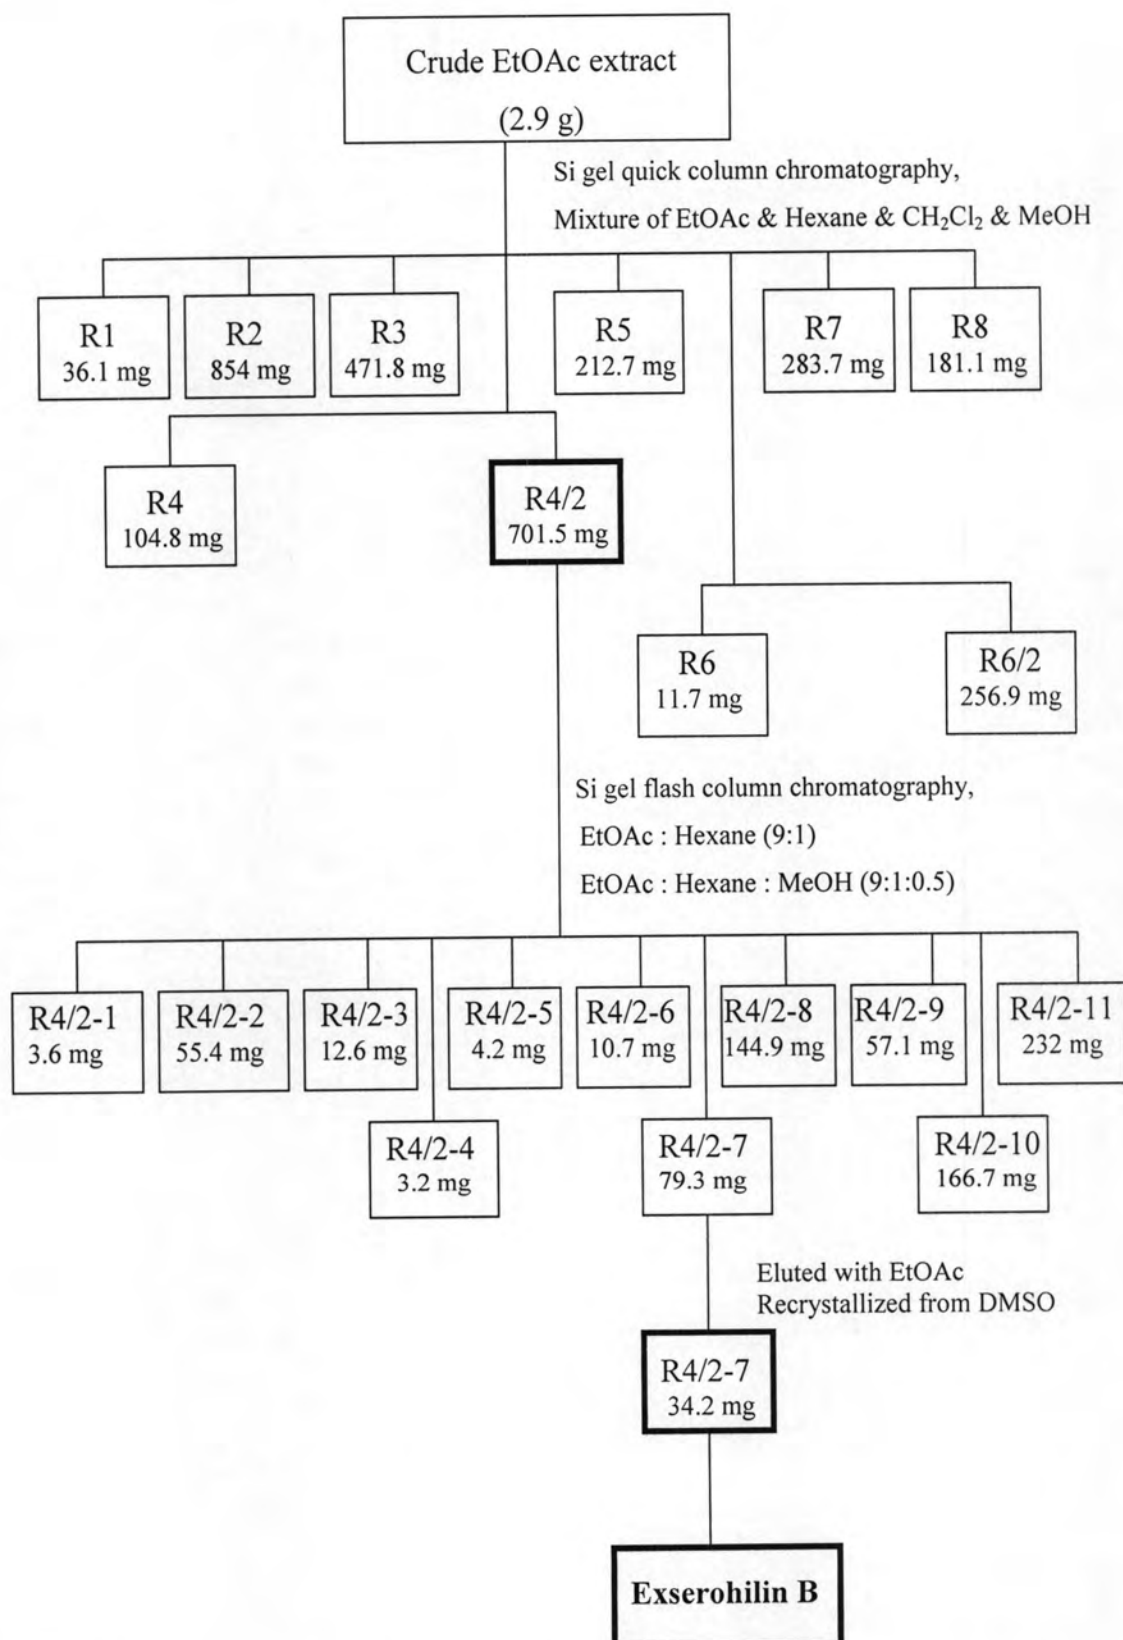 Crude EtOAc extract
(2.9 g)
Si gel quick column chromatography,
Mixture of EtOAc & Hexane & CH₂Cl₂ & MeOH
R1
36.1 mg
R2
854 mg
R3
471.8 mg
R5
212.7 mg
R7
283.7 mg
R8
181.1 mg
R4
104.8 mg
R4/2
701.5 mg
R6
11.7 mg
R6/2
256.9 mg
Si gel flash column chromatography,
EtOAc : Hexane (9:1)
EtOAc : Hexane : MeOH (9:1:0.5)
R4/2-1
3.6 mg
R4/2-2
55.4 mg
R4/2-3
12.6 mg
R4/2-5
4.2 mg
R4/2-6
10.7 mg
R4/2-8
144.9 mg
R4/2-9
57.1 mg
R4/2-11
232 mg
R4/2-4
3.2 mg
R4/2-7
79.3 mg
R4/2-10
166.7 mg
Eluted with EtOAc
Recrystallized from DMSO
R4/2-7
34.2 mg
Exserohilin B